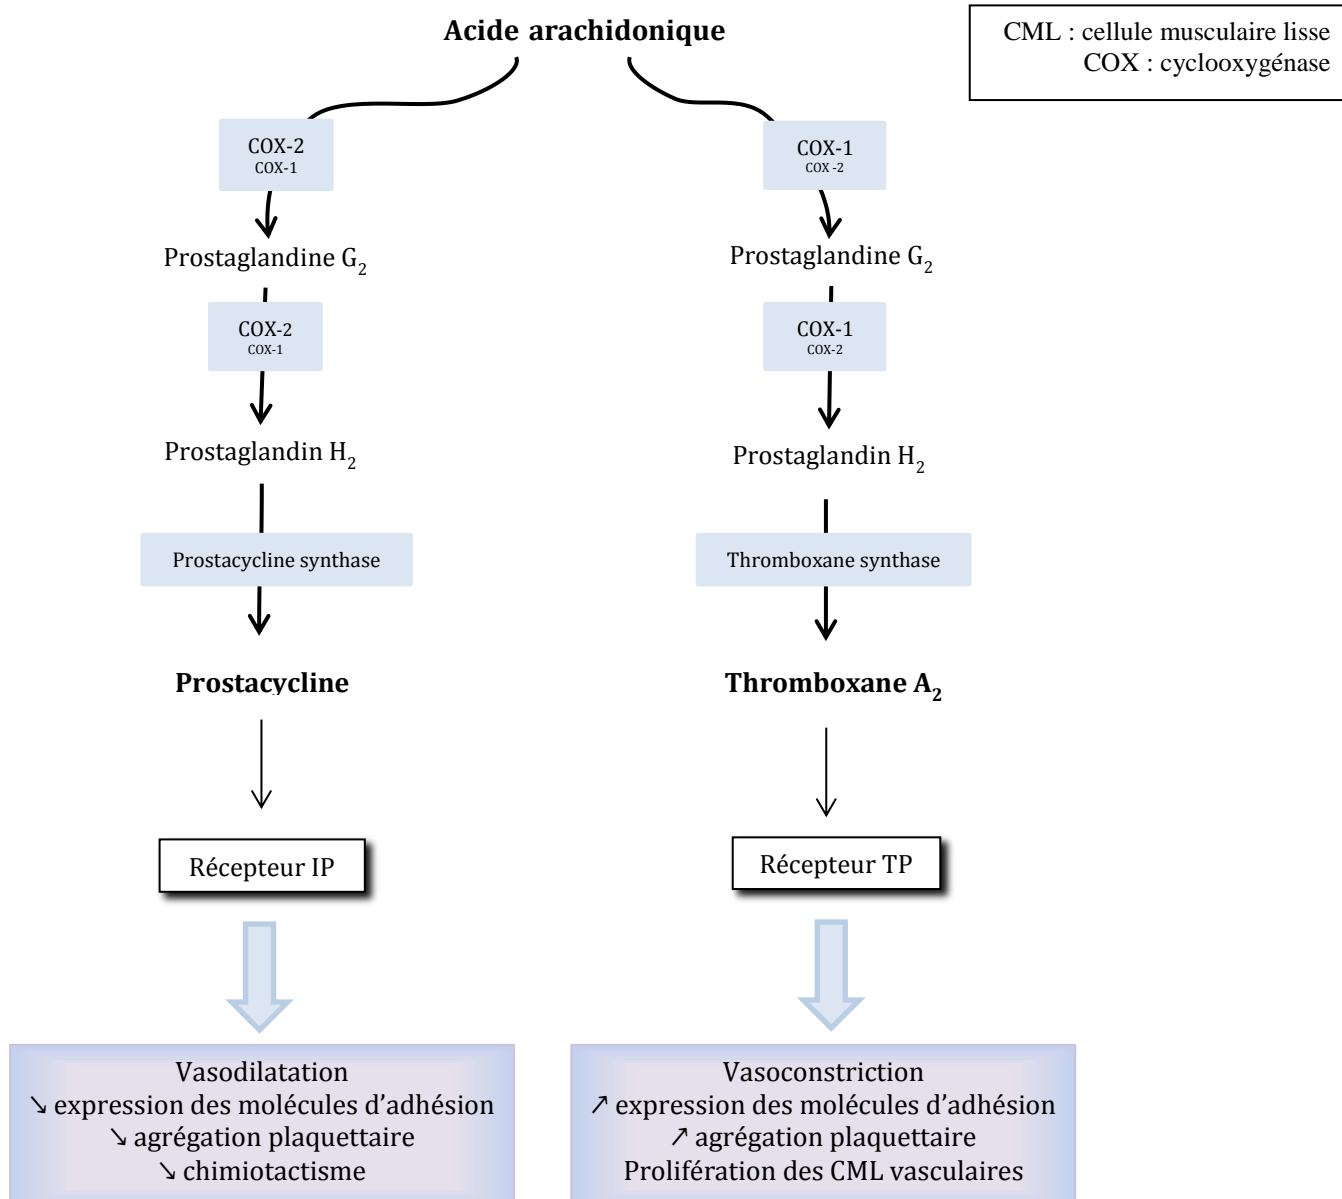 Acide arachidonique
CML : cellule musculaire lisse
COX : cyclooxygénase
COX-2
COX-1
Prostaglandine G₂
COX-2
COX-1
Prostaglandin H₂
Prostacycline synthase
Prostacycline
Récepteur IP
Vasodilatation
↘ expression des molécules d’adhésion
↘ agrégation plaquettaire
↘ chimiotactisme
COX-1
COX -2
Prostaglandine G₂
COX-1
COX-2
Prostaglandin H₂
Thromboxane synthase
Thromboxane A₂
Récepteur TP
Vasoconstriction
↗ expression des molécules d’adhésion
↗ agrégation plaquettaire
Prolifération des CML vasculaires